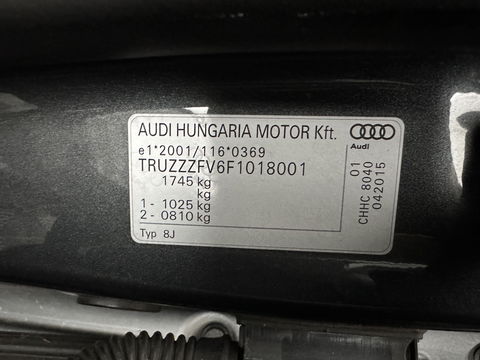 AUDI HUNGARIA MOTOR Kft.
Audi
e1*2001/116*0369
TRUZZZFV6F1018001
1745 kg
kg
1 - 1025 kg
2 - 0810 kg
Typ 8J
01
CHHC 8040
042015